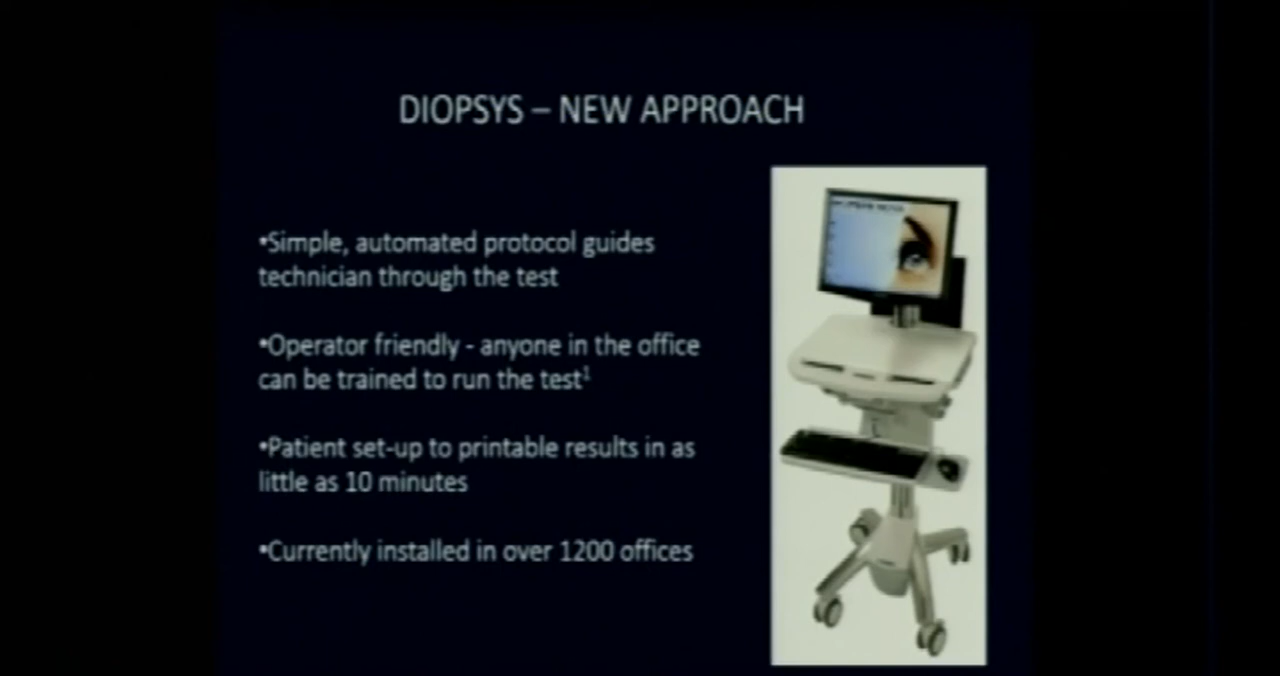 DIOPSYS – NEW APPROACH
•Simple, automated protocol guides
technician through the test
•Operator friendly - anyone in the office
can be trained to run the test¹
•Patient set-up to printable results in as
little as 10 minutes
•Currently installed in over 1200 offices